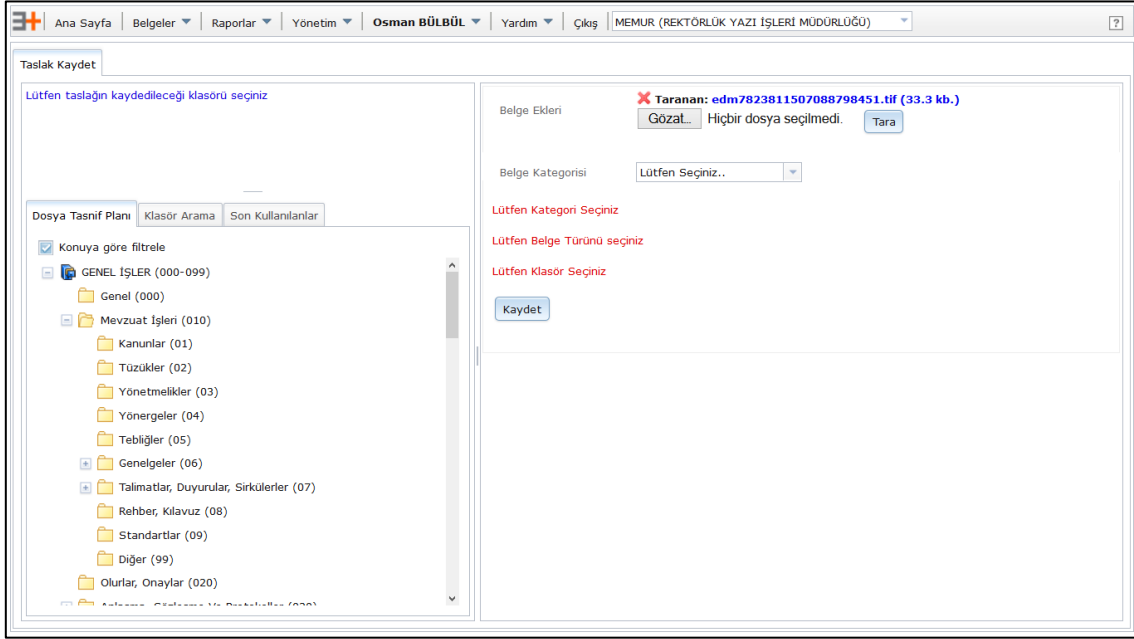 Ana Sayfa Belgeler Raporlar Yönetim Osman BÜLBÜL Yardım Çıkış MEMUR (REKTÖRLÜK YAZI İŞLERİ MÜDÜRLÜĞÜ) ?
Taslak Kaydet
Lütfen taslağın kaydedileceği klasörü seçiniz
Dosya Tasnif Planı Klasör Arama Son Kullanılanlar
Konuya göre filtrele
GENEL İŞLER (000-099)
Genel (000)
Mevzuat İşleri (010)
Kanunlar (01)
Tüzükler (02)
Yönetmelikler (03)
Yönergeler (04)
Tebliğler (05)
Genelgeler (06)
Talimatlar, Duyurular, Sirkülerler (07)
Rehber, Kılavuz (08)
Standartlar (09)
Diğer (99)
Olurlar, Onaylar (020)
Belge Ekleri
Taranan: edm7823811507088798451.tif (33.3 kb.)
Gözat... Hiçbir dosya seçilmedi. Tara
Belge Kategorisi Lütfen Seçiniz..
Lütfen Kategori Seçiniz
Lütfen Belge Türünü seçiniz
Lütfen Klasör Seçiniz
Kaydet